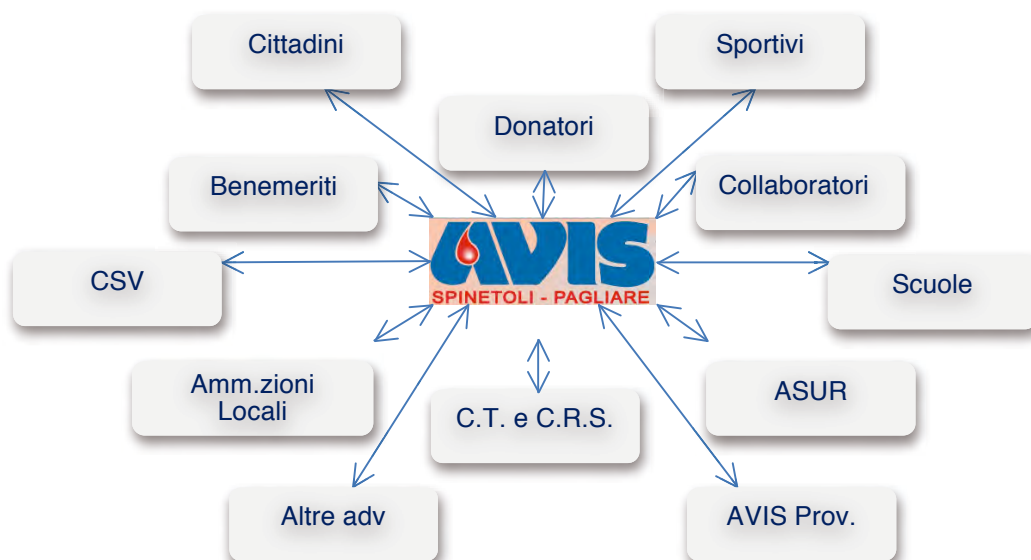 Cittadini
Sportivi
Donatori
Benemeriti
Collaboratori
AVIS
SPINETOLI - PAGLIARE
CSV
Scuole
Amm.zioni
Locali
C.T. e C.R.S.
ASUR
Altre adv
AVIS Prov.